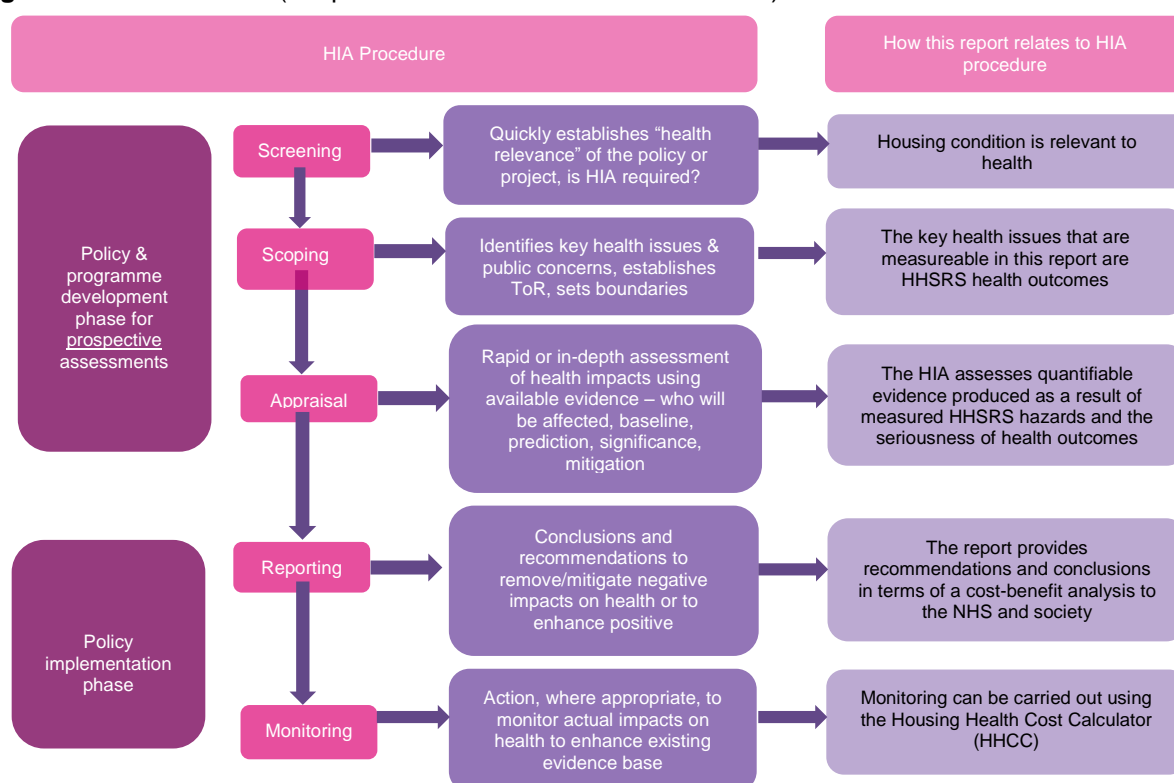 HIA Procedure
How this report relates to HIA
procedure
Policy &
programme
development
phase for
prospective
assessments
Screening
Quickly establishes “health
relevance” of the policy or
project, is HIA required?
Housing condition is relevant to
health
Scoping
Identifies key health issues &
public concerns, establishes
ToR, sets boundaries
The key health issues that are
measureable in this report are
HHSRS health outcomes
Appraisal
Rapid or in-depth assessment
of health impacts using
available evidence – who will
be affected, baseline,
prediction, significance,
mitigation
The HIA assesses quantifiable
evidence produced as a result of
measured HHSRS hazards and the
seriousness of health outcomes
Policy
implementation
phase
Reporting
Conclusions and
recommendations to
remove/mitigate negative
impacts on health or to
enhance positive
The report provides
recommendations and conclusions
in terms of a cost-benefit analysis to
the NHS and society
Monitoring
Action, where appropriate, to
monitor actual impacts on
health to enhance existing
evidence base
Monitoring can be carried out using
the Housing Health Cost Calculator
(HHCC)